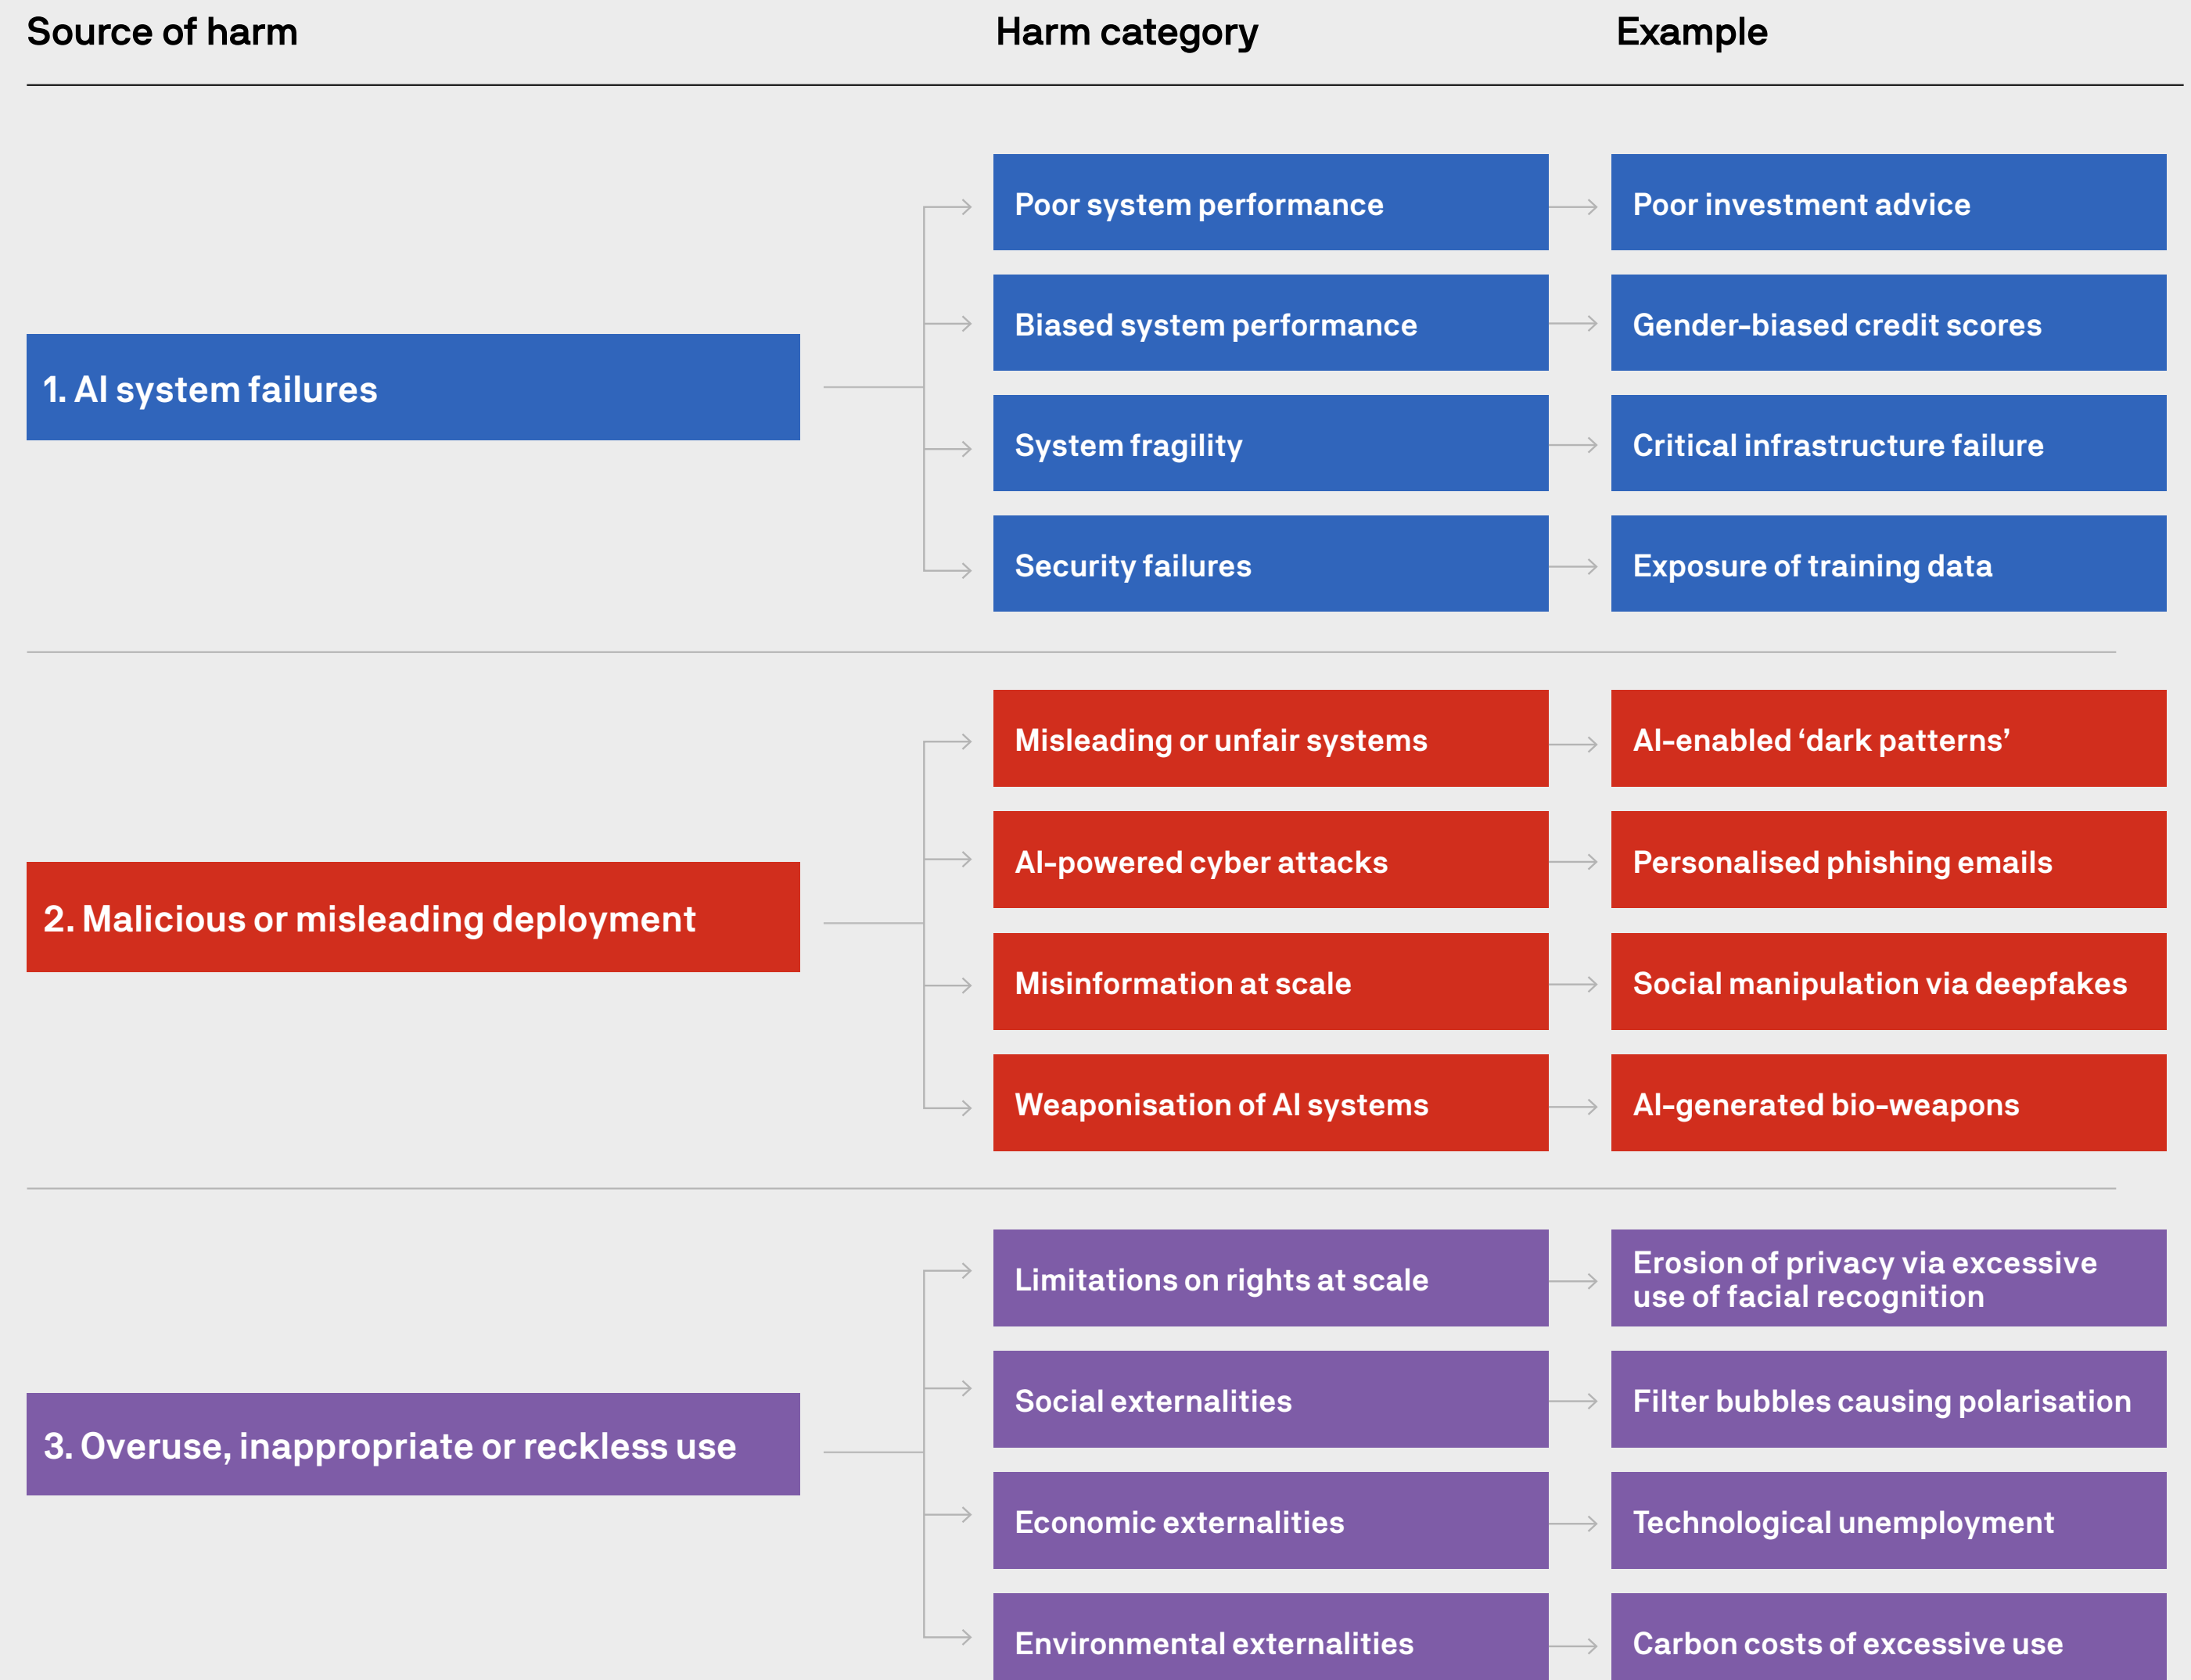 Source of harm
Harm category
Example
1. AI system failures
Poor system performance
Poor investment advice
Biased system performance
Gender-biased credit scores
System fragility
Critical infrastructure failure
Security failures
Exposure of training data
2. Malicious or misleading deployment
Misleading or unfair systems
AI-enabled ‘dark patterns’
AI-powered cyber attacks
Personalised phishing emails
Misinformation at scale
Social manipulation via deepfakes
Weaponisation of AI systems
AI-generated bio-weapons
3. Overuse, inappropriate or reckless use
Limitations on rights at scale
Erosion of privacy via excessive
use of facial recognition
Social externalities
Filter bubbles causing polarisation
Economic externalities
Technological unemployment
Environmental externalities
Carbon costs of excessive use